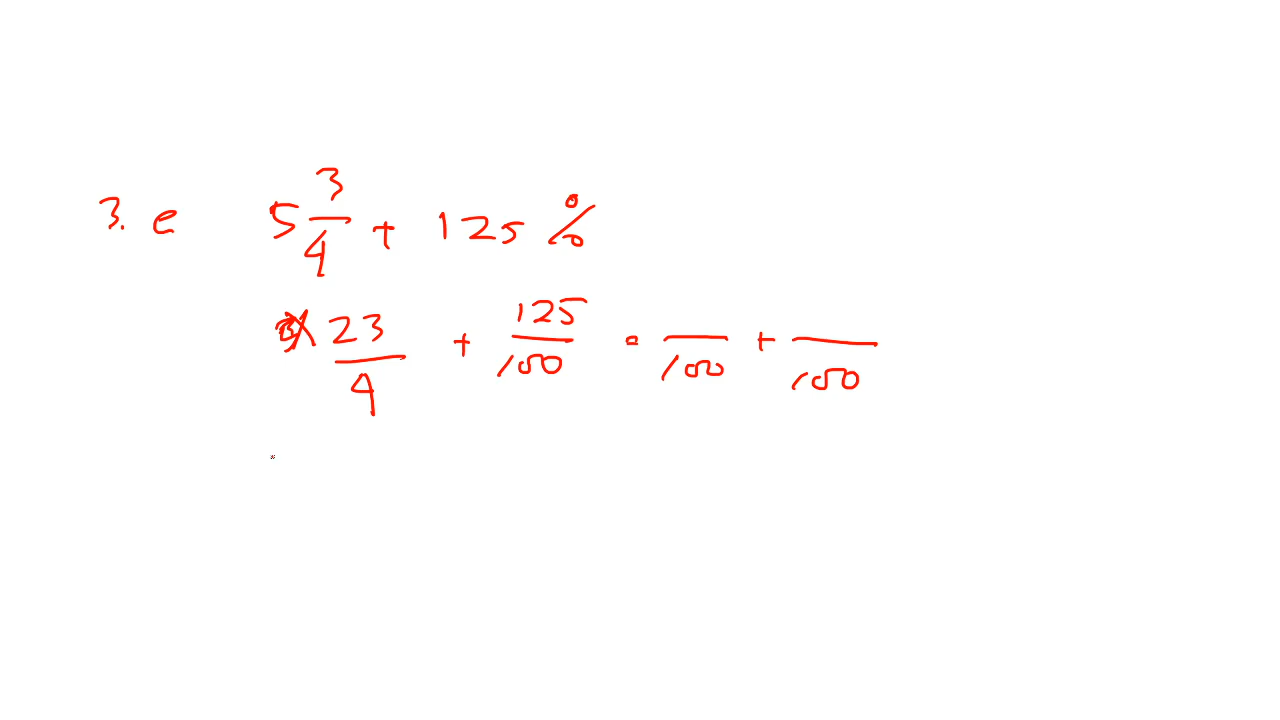 3. e 5 3/4 + 125 %
23/4 + 125/100 = /100 + /100